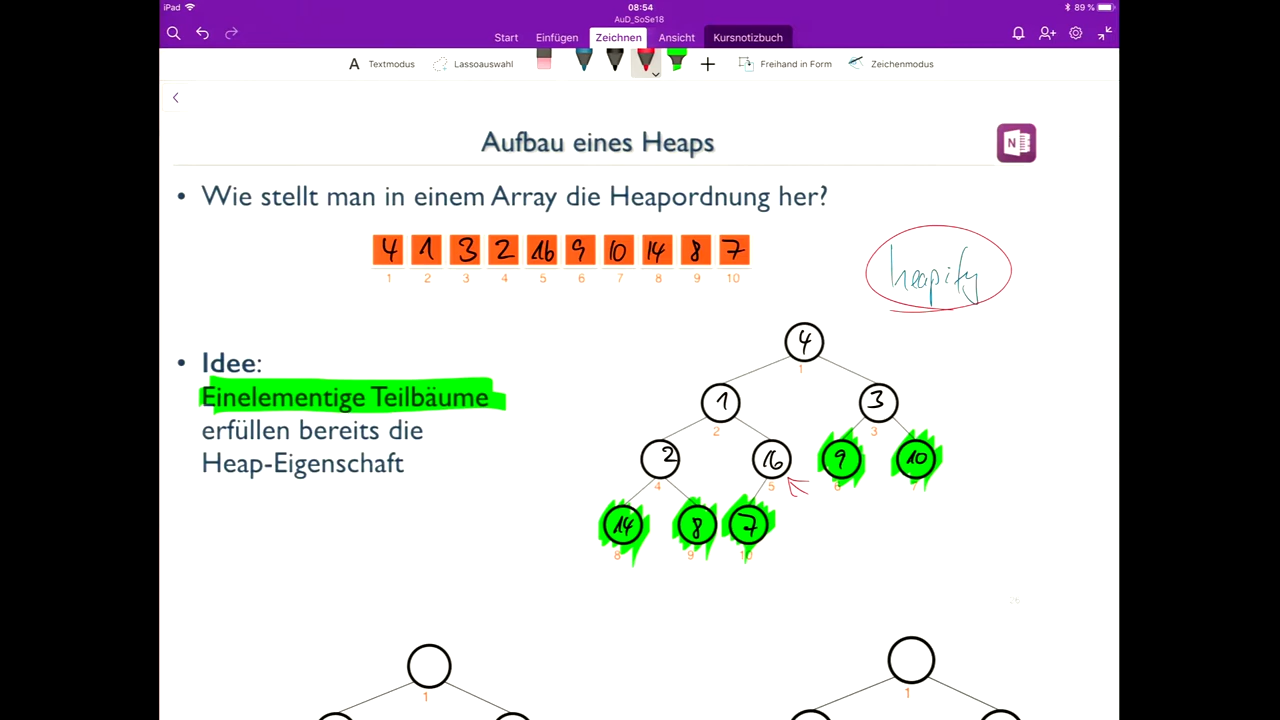 iPad 08:54 89 %
AuD_SoSe18
Start Einfügen Zeichnen Ansicht Kursnotizbuch
A Textmodus Lassoauswahl Freihand in Form Zeichenmodus
Aufbau eines Heaps
N
• Wie stellt man in einem Array die Heapordnung her?
4 1 3 2 16 9 10 14 8 7
1 2 3 4 5 6 7 8 9 10
heapify
• Idee:
Einelementige Teilbäume
erfüllen bereits die
Heap-Eigenschaft
4
1
1 3
2 3
2 16 9 10
4 5 6 7
14 8 7
8 9 10
1 1